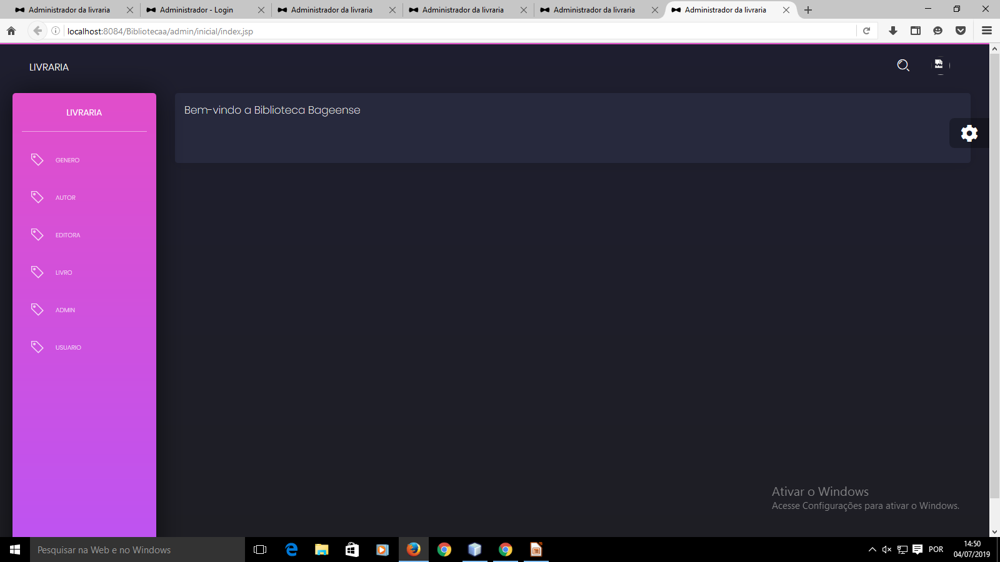 Administrador da livraria
Administrador - Login
Administrador da livraria
Administrador da livraria
Administrador da livraria
Administrador da livraria
localhost:8084/Bibliotecaa/admin/inicial/index.jsp
LIVRARIA
LIVRARIA
Bem-vindo a Biblioteca Bageense
GENERO
AUTOR
EDITORA
LIVRO
ADMIN
USUARIO
Ativar o Windows
Acesse Configurações para ativar o Windows.
Pesquisar na Web e no Windows
POR
14:50
04/07/2019